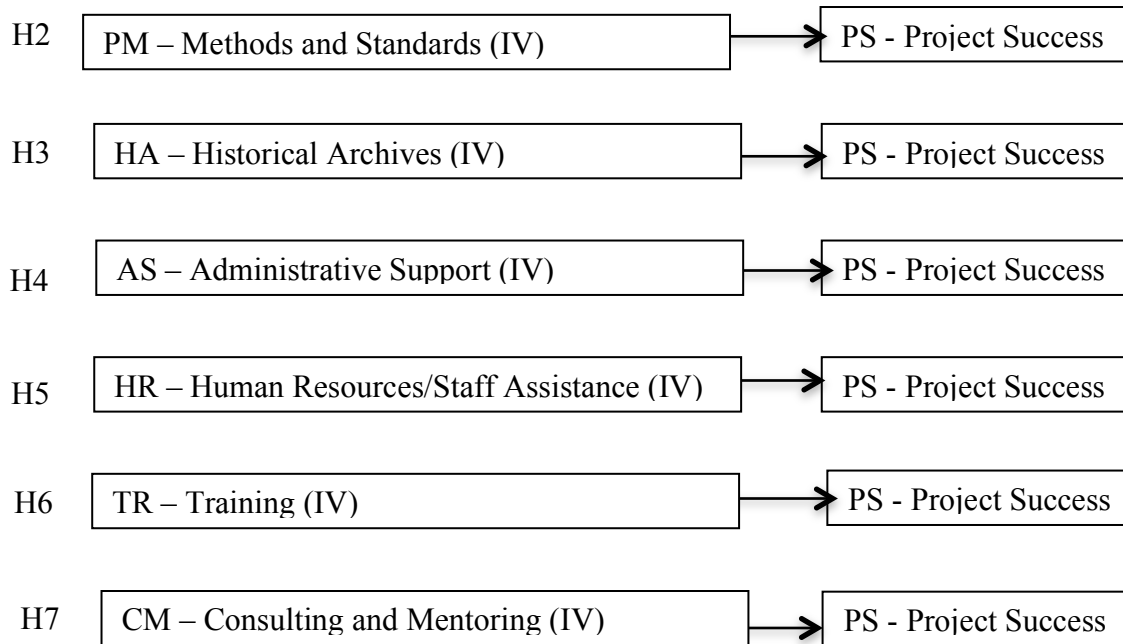 H2 PM – Methods and Standards (IV) PS - Project Success
H3 HA – Historical Archives (IV) PS - Project Success
H4 AS – Administrative Support (IV) PS - Project Success
H5 HR – Human Resources/Staff Assistance (IV) PS - Project Success
H6 TR – Training (IV) PS - Project Success
H7 CM – Consulting and Mentoring (IV) PS - Project Success